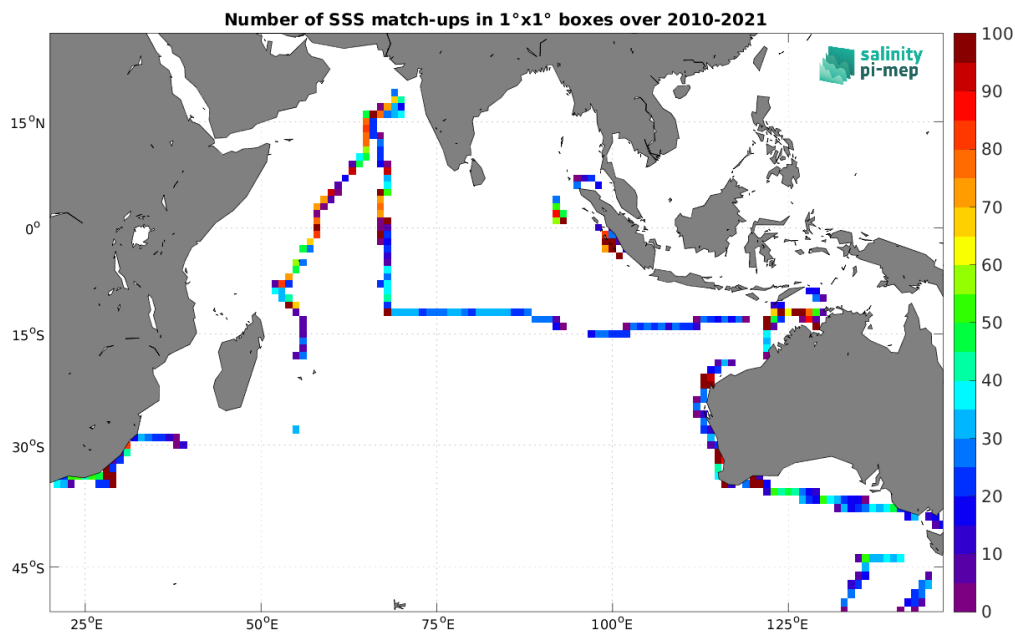 Number of SSS match-ups in 1°x1° boxes over 2010-2021
salinity
pi-mep
15°N
0°
15°S
30°S
45°S
25°E
50°E
75°E
100°E
125°E
100
90
80
70
60
50
40
30
20
10
0